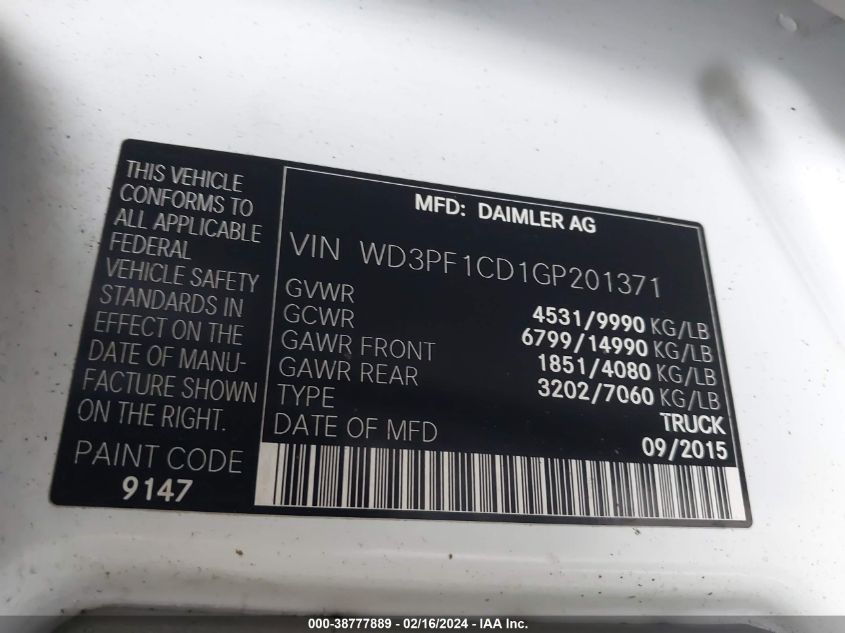 THIS VEHICLE
CONFORMS TO
ALL APPLICABLE
FEDERAL
VEHICLE SAFETY
STANDARDS IN
EFFECT ON THE
DATE OF MANU-
FACTURE SHOWN
ON THE RIGHT.
PAINT CODE
9147
MFD: DAIMLER AG
VIN WD3PF1CD1GP201371
GVWR 4531/9990 KG/LB
GCWR 6799/14990 KG/LB
GAWR FRONT 1851/4080 KG/LB
GAWR REAR 3202/7060 KG/LB
TYPE TRUCK
DATE OF MFD 09/2015
000-38777889 - 02/16/2024 - IAA, Inc.